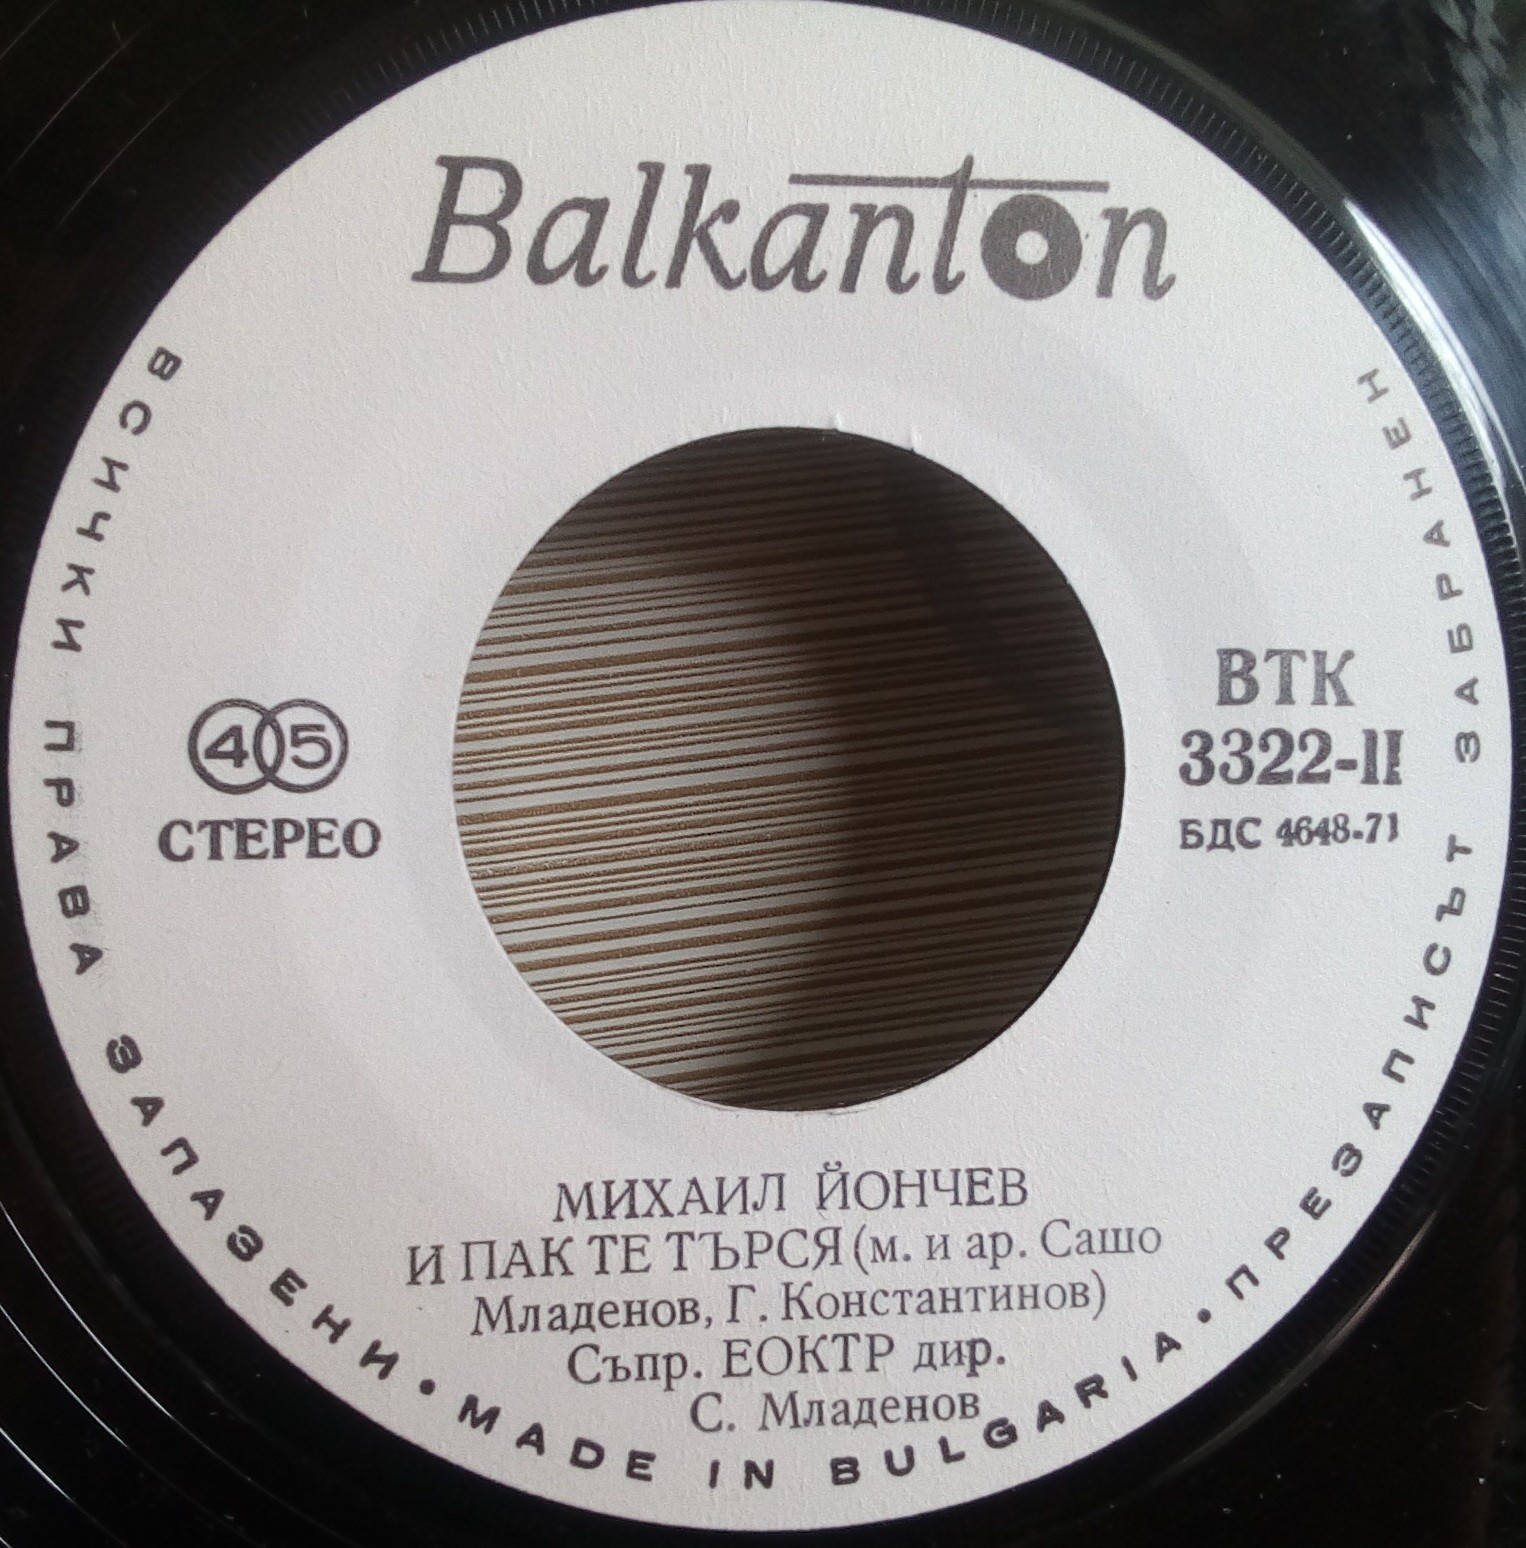 Balkanton
45
СТЕРЕО
ВТК
3322-II
БДС 4648-71
МИХАИЛ ЙОНЧЕВ
И ПАК ТЕ ТЪРСЯ (м. и ар. Сашо
Младенов, Г. Константинов)
Съпр. ЕОКТР дир.
С. Младенов
ВСИЧКИ ПРАВА ЗАПАЗЕНИ • MADE IN BULGARIA • ПРЕЗАПИСЪТ ЗАБРАНЕН